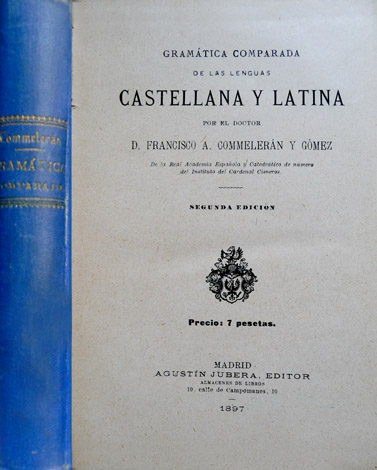 Commelerán
GRAMÁTICA
COMPARADA
GRAMÁTICA COMPARADA
DE LAS LENGUAS
CASTELLANA Y LATINA
POR EL DOCTOR
D. FRANCISCO Á. COMMELERÁN Y GÓMEZ
De la Real Academia Española y Catedrático de número
del Instituto del Cardenal Cisneros.
SEGUNDA EDICIÓN
Precio: 7 pesetas.
MADRID
AGUSTÍN JUBERA, EDITOR
ALMACENES DE LIBROS
10, calle de Campomanes, 10
1897